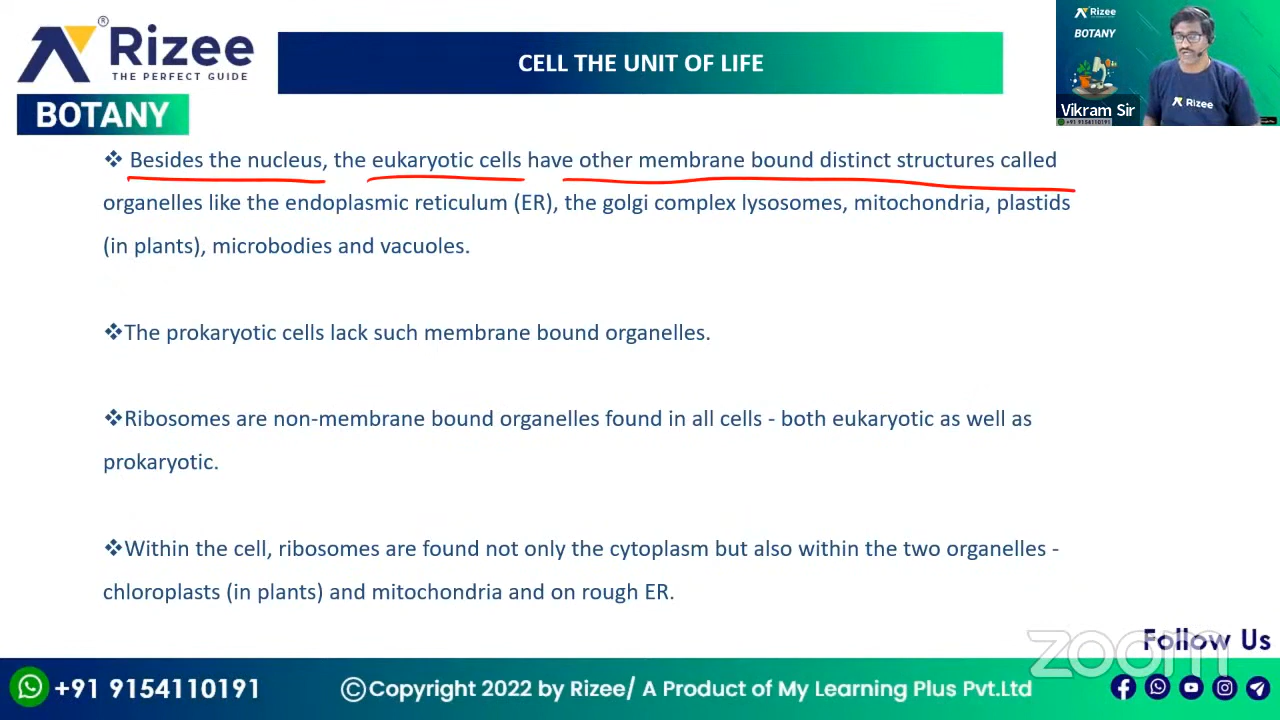 Rizee®
THE PERFECT GUIDE
BOTANY
CELL THE UNIT OF LIFE
Rizee
BOTANY
Rizee
Vikram Sir
+91 9154110191
❖ Besides the nucleus, the eukaryotic cells have other membrane bound distinct structures called
organelles like the endoplasmic reticulum (ER), the golgi complex lysosomes, mitochondria, plastids
(in plants), microbodies and vacuoles.
❖The prokaryotic cells lack such membrane bound organelles.
❖Ribosomes are non-membrane bound organelles found in all cells - both eukaryotic as well as
prokaryotic.
❖Within the cell, ribosomes are found not only the cytoplasm but also within the two organelles -
chloroplasts (in plants) and mitochondria and on rough ER.
zoom
Follow Us
+91 9154110191
©Copyright 2022 by Rizee/ A Product of My Learning Plus Pvt.Ltd